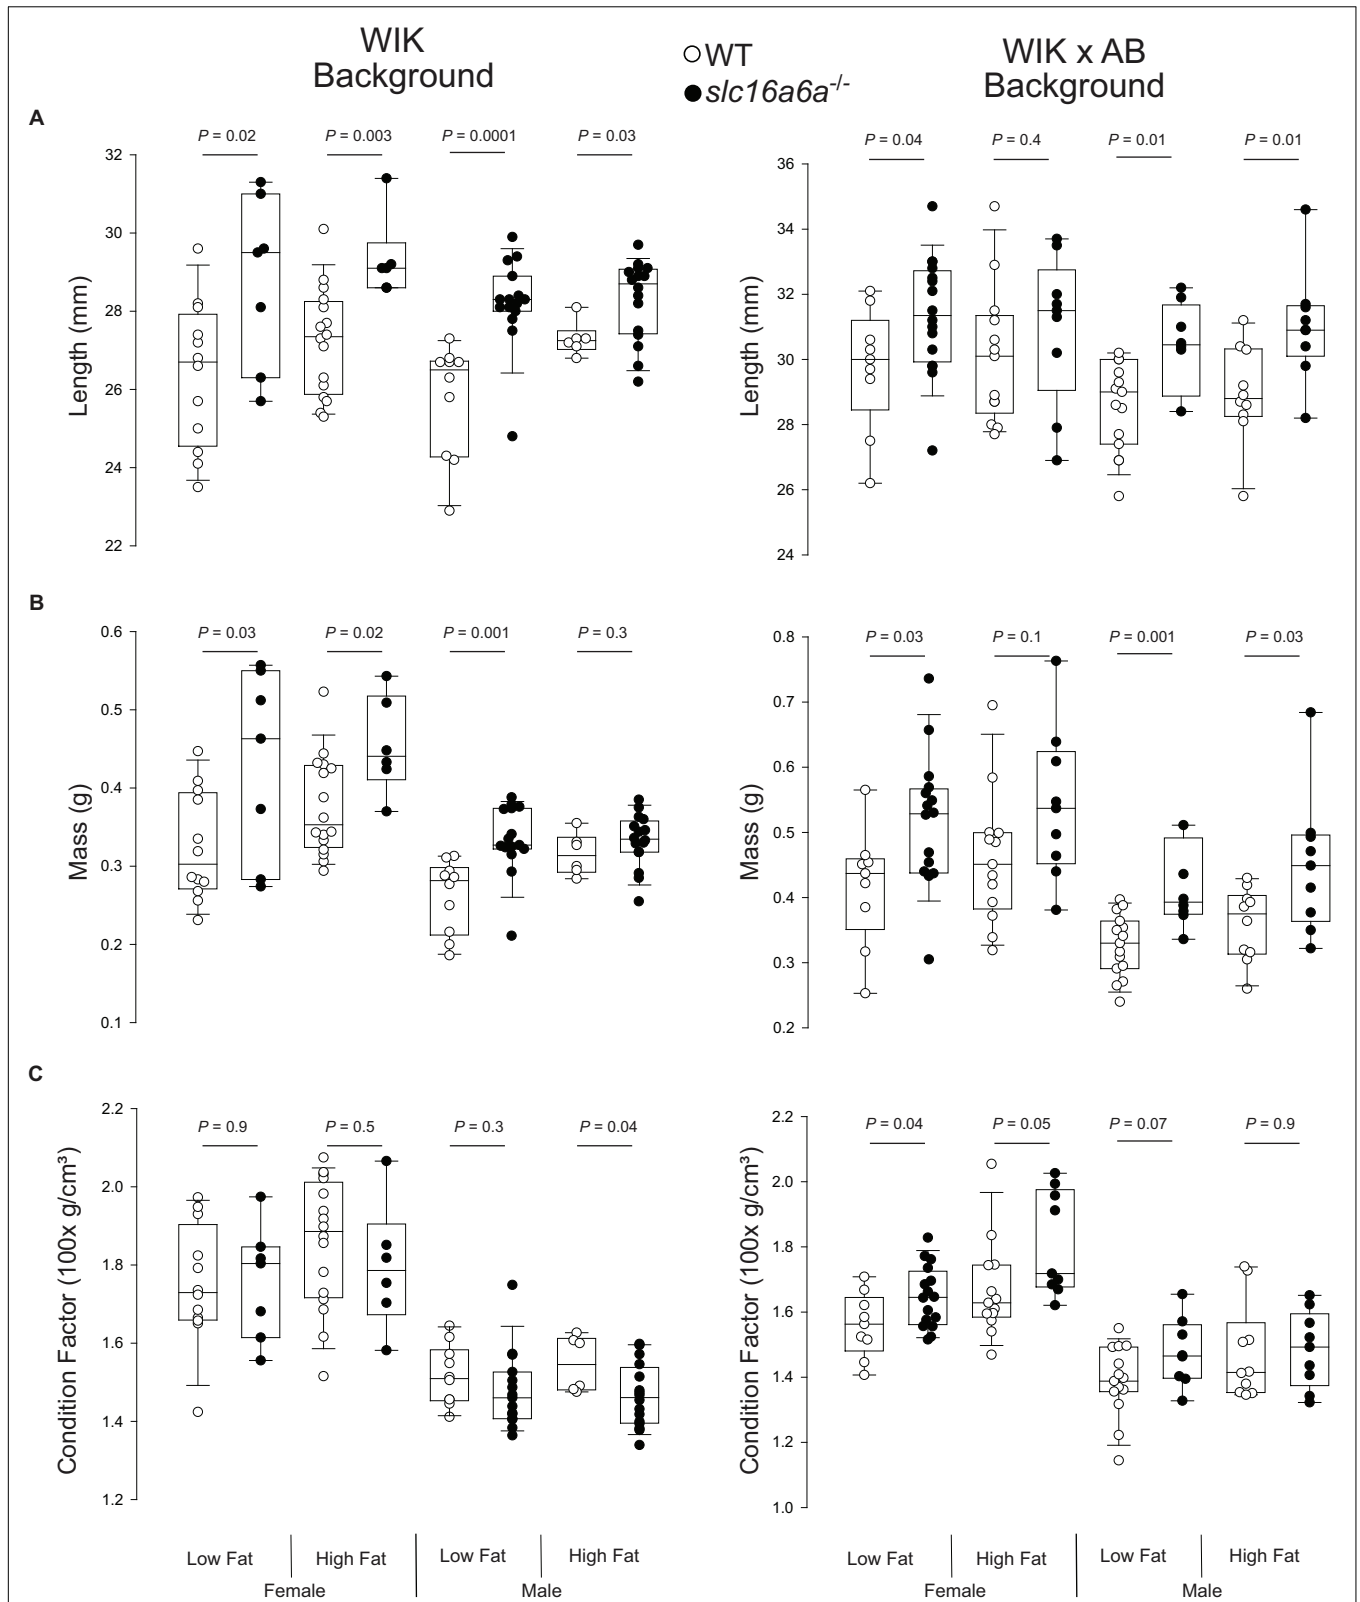 WIK
Background
WT
slc16a6a-/-
WIK x AB
Background
A
P = 0.02
P = 0.003
P = 0.0001
P = 0.03
Length (mm)
32
30
28
26
24
22
P = 0.04
P = 0.4
P = 0.01
P = 0.01
Length (mm)
36
34
32
30
28
26
24
B
P = 0.03
P = 0.02
P = 0.001
P = 0.3
Mass (g)
0.6
0.5
0.4
0.3
0.2
0.1
P = 0.03
P = 0.1
P = 0.001
P = 0.03
Mass (g)
0.8
0.7
0.6
0.5
0.4
0.3
0.2
C
P = 0.9
P = 0.5
P = 0.3
P = 0.04
Condition Factor (100x g/cm³)
2.2
2.0
1.8
1.6
1.4
1.2
P = 0.04
P = 0.05
P = 0.07
P = 0.9
Condition Factor (100x g/cm³)
2.2
2.0
1.8
1.6
1.4
1.2
1.0
Low Fat
High Fat
Low Fat
High Fat
Female
Male
Low Fat
High Fat
Low Fat
High Fat
Female
Male